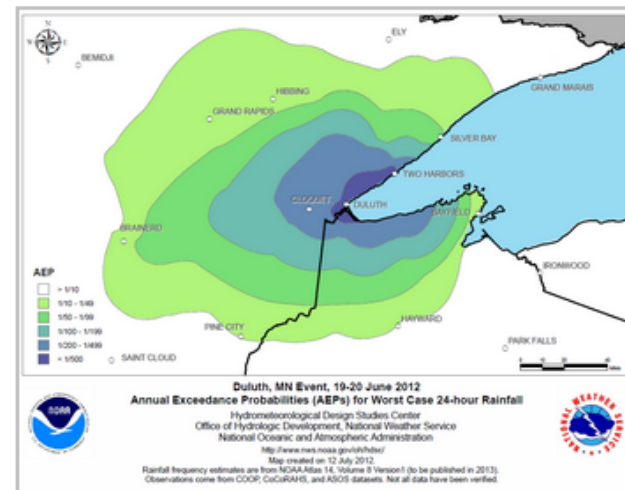 ELY
BEMIDJI
GRAND MARAIS
HIBBING
GRAND RAPIDS
SILVER BAY
TWO HARBORS
CLOQUET
DULUTH
BAYFIELD
BRAINERD
IRONWOOD
AEP
> 1/10
1/10 - 1/49
1/50 - 1/99
1/100 - 1/199
1/200 - 1/499
< 1/500
PINE CITY
HAYWARD
PARK FALLS
SAINT CLOUD
Duluth, MN Event, 19-20 June 2012
Annual Exceedance Probabilities (AEPs) for Worst Case 24-hour Rainfall
Hydrometeorological Design Studies Center
Office of Hydrologic Development, National Weather Service
National Oceanic and Atmospheric Administration
http://www.nws.noaa.gov/oh/hdsc/
Map created on 12 July 2012.
Rainfall frequency estimates are from NOAA Atlas 14, Volume 8 Version1 (to be published in 2013).
Observations come from COOP, CoCoRAHS, and ASOS datasets. Not all data have been verified.
NOAA
NATIONAL WEATHER SERVICE